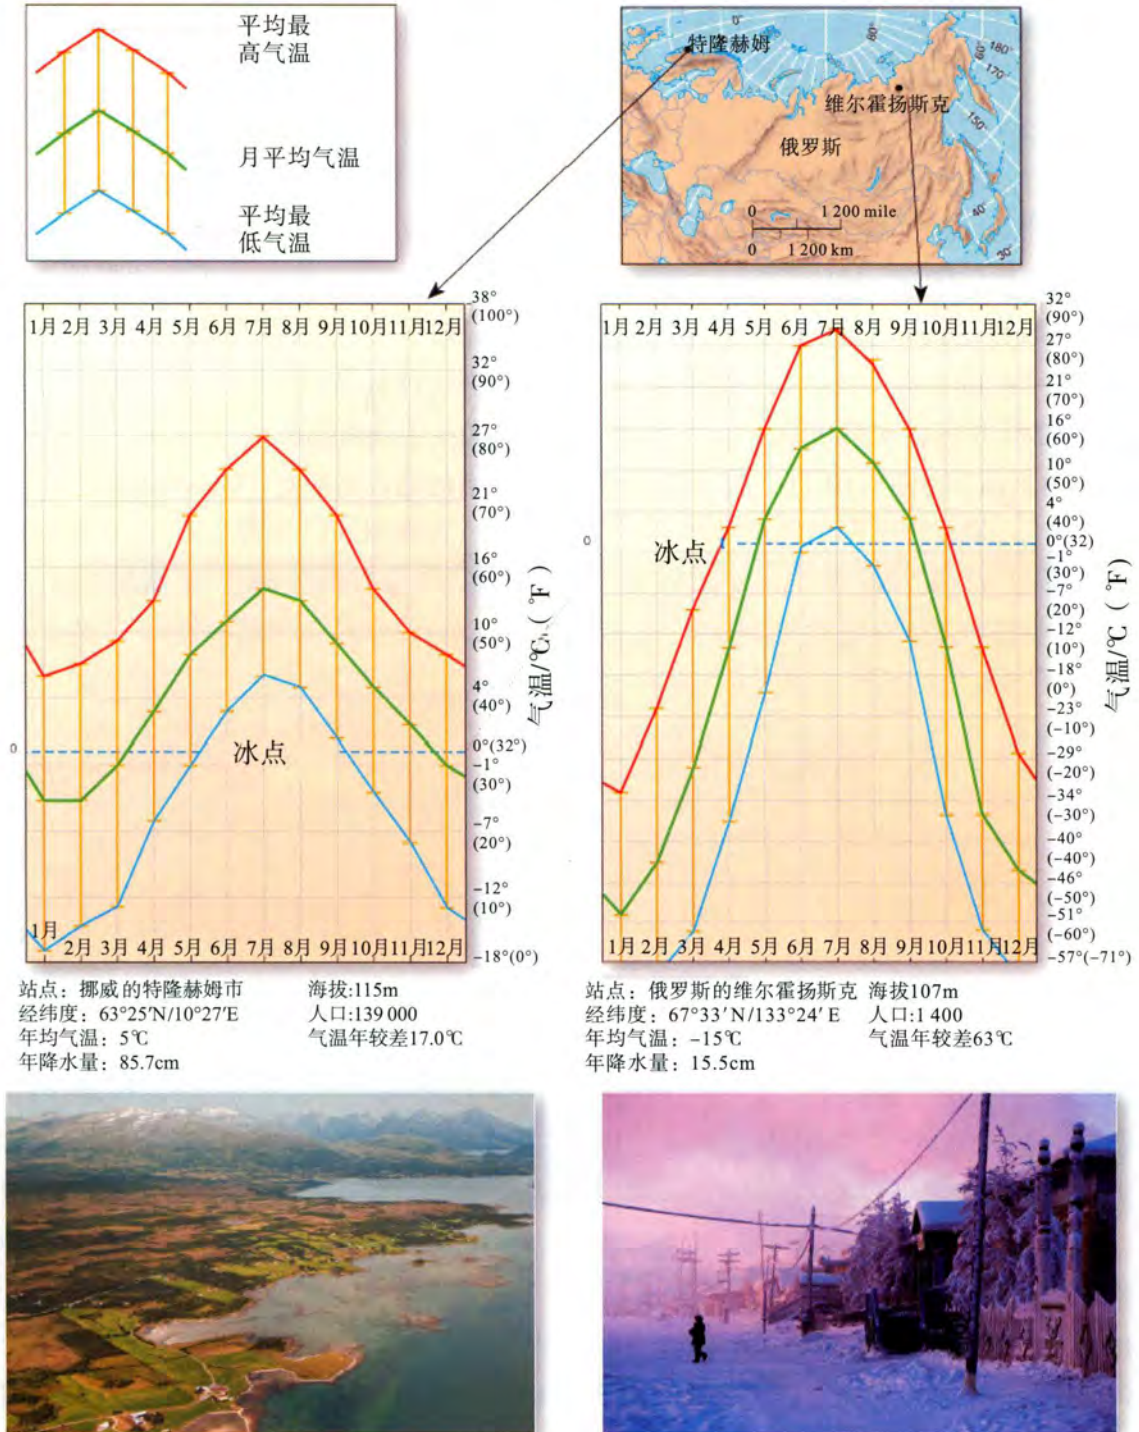 平均最
高气温
月平均气温
平均最
低气温
0°
80°
180°
60°
170°
150°
40°
30°
特隆赫姆
维尔霍扬斯克
俄罗斯
0 1 200 mile
0 1 200 km
1月 2月 3月 4月 5月 6月 7月 8月 9月 10月 11月 12月
38°
(100°)
32°
(90°)
27°
(80°)
21°
(70°)
16°
(60°)
10°
(50°)
4°
(40°)
0 0°(32°)
-1°
(30°)
-7°
(20°)
-12°
(10°)
-18°(0°)
冰点
气温/℃ (℉)
1月 2月 3月 4月 5月 6月 7月 8月 9月 10月 11月 12月
站点：挪威的特隆赫姆市 海拔:115m
经纬度：63°25′N/10°27′E 人口:139 000
年均气温：5℃ 气温年较差17.0℃
年降水量：85.7cm
1月 2月 3月 4月 5月 6月 7月 8月 9月 10月 11月 12月
32°
(90°)
27°
(80°)
21°
(70°)
16°
(60°)
10°
(50°)
4°
(40°)
0 0°(32)
-1°
(30°)
-7°
(20°)
-12°
(10°)
-18°
(0°)
-23°
(-10°)
-29°
(-20°)
-34°
(-30°)
-40°
(-40°)
-46°
(-50°)
-51°
(-60°)
-57°(-71°)
冰点
气温/℃ (℉)
1月 2月 3月 4月 5月 6月 7月 8月 9月 10月 11月 12月
站点：俄罗斯的维尔霍扬斯克 海拔107m
经纬度：67°33′N/133°24′E 人口:1 400
年均气温：-15℃ 气温年较差63℃
年降水量：15.5cm